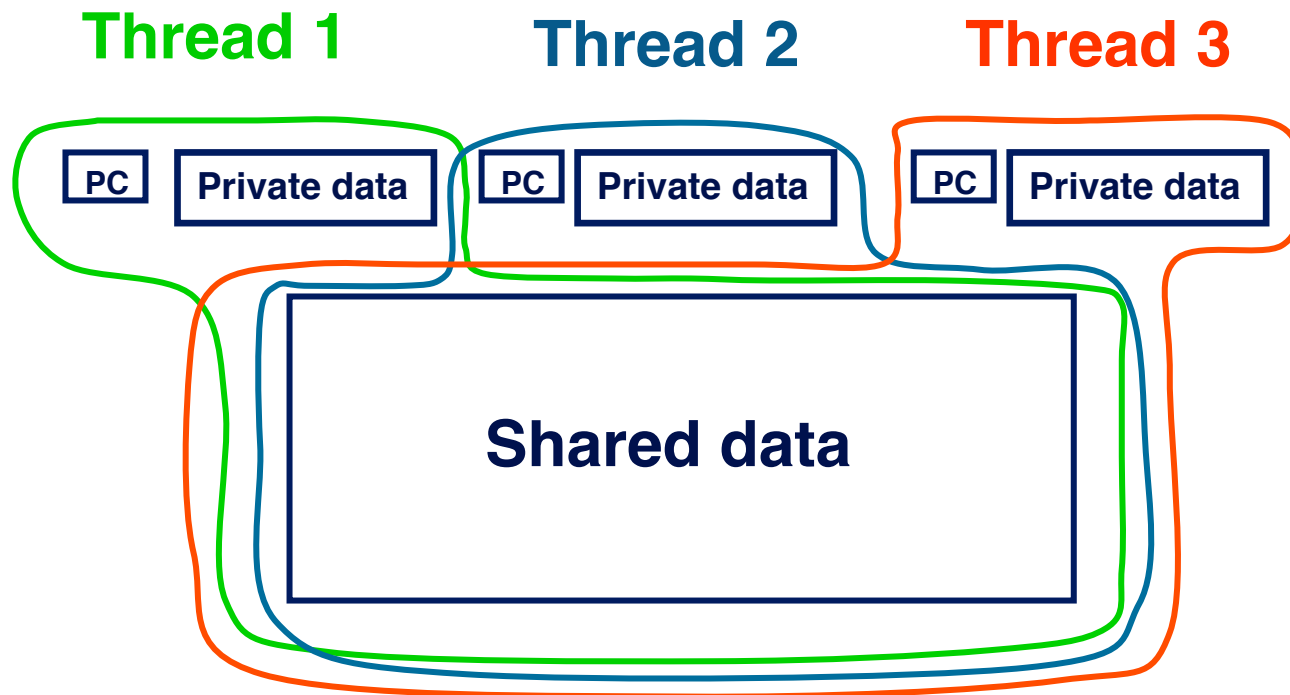 Thread 1 Thread 2 Thread 3
PC Private data PC Private data PC Private data
Shared data